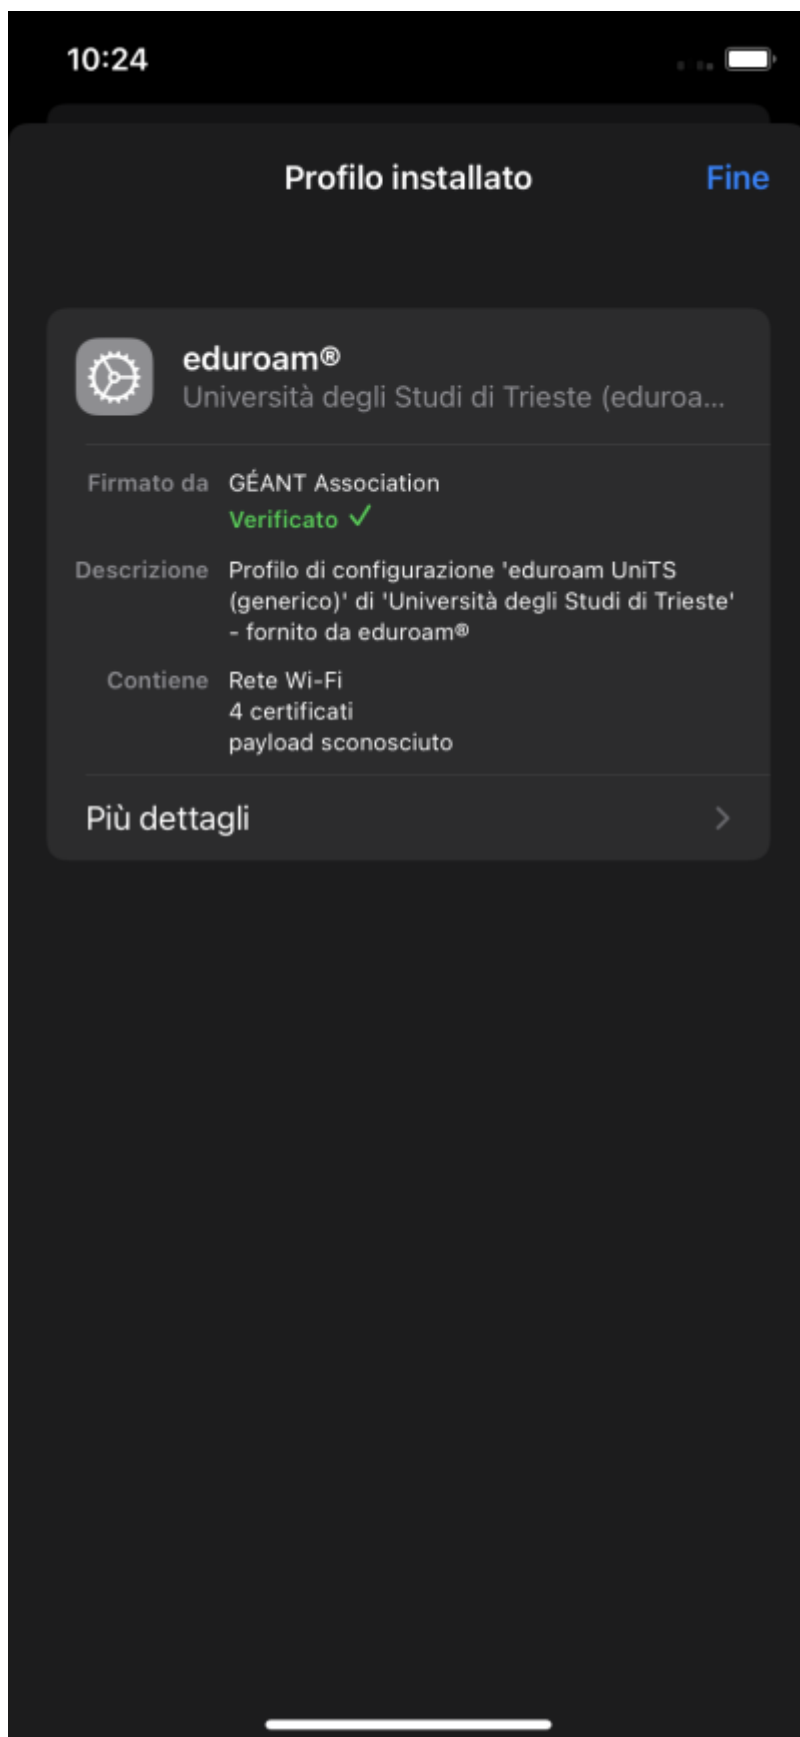 10:24
Profilo installato
Fine
eduroam®
Università degli Studi di Trieste (eduroa...
Firmato da GÉANT Association
Verificato ✓
Descrizione Profilo di configurazione 'eduroam UniTS
(generico)' di 'Università degli Studi di Trieste'
- fornito da eduroam®
Contiene Rete Wi-Fi
4 certificati
payload sconosciuto
Più dettagli